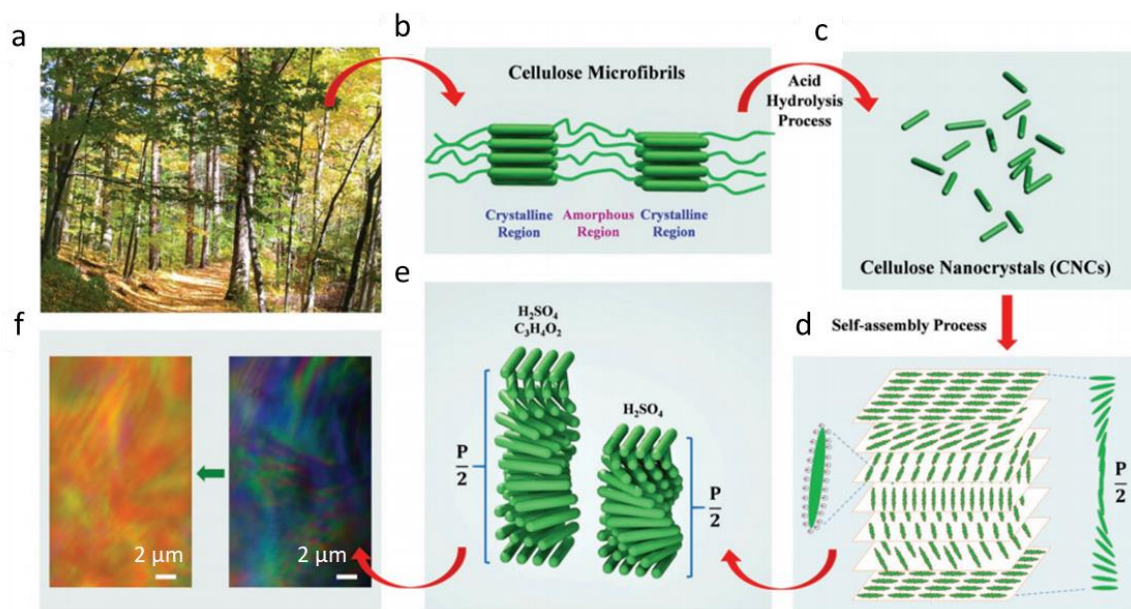 a
b
Cellulose Microfibrils
Crystalline Region
Amorphous Region
Crystalline Region
Acid
Hydrolysis
Process
c
Cellulose Nanocrystals (CNCs)
Self-assembly Process
d
P
2
e
H₂SO₄
C₃H₄O₂
P
2
H₂SO₄
P
2
f
2 μm
2 μm